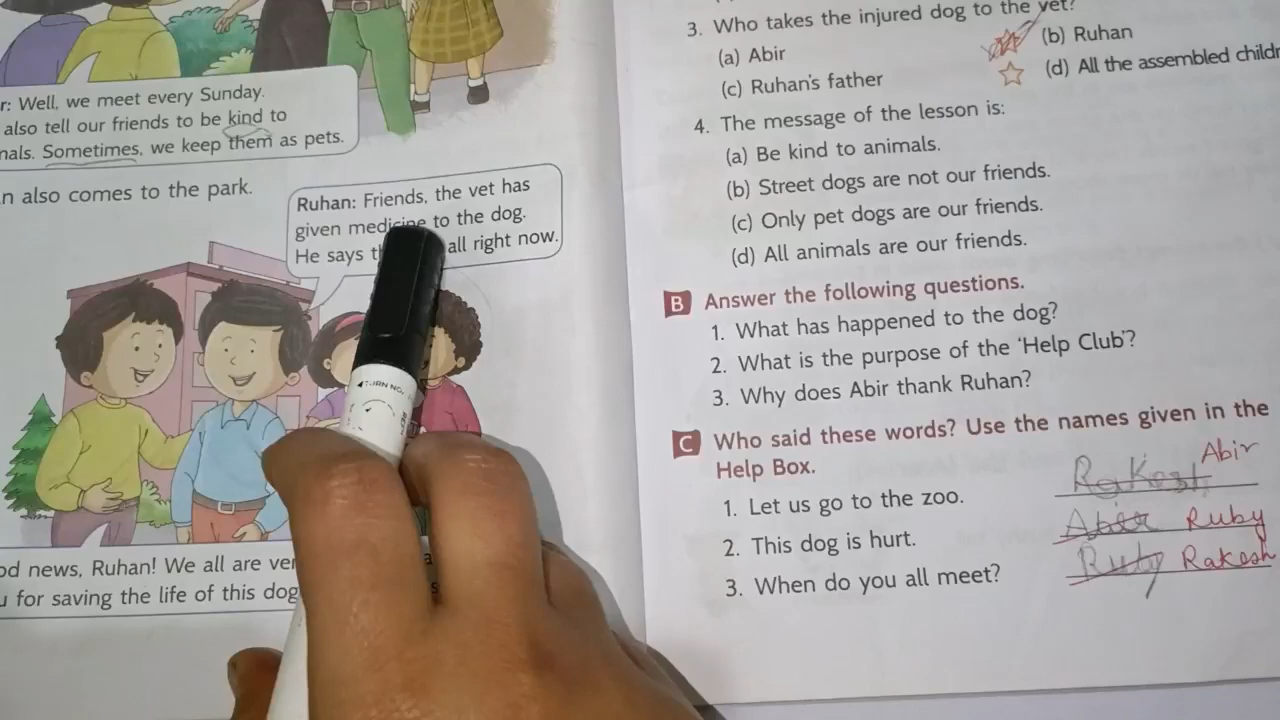 r: Well, we meet every Sunday.
also tell our friends to be kind to
nals. Sometimes, we keep them as pets.
n also comes to the park.
Ruhan: Friends, the vet has
given medicine to the dog.
He says all right now.
od news, Ruhan! We all are ver
u for saving the life of this dog
TURN NO.
3. Who takes the injured dog to the vet?
(a) Abir
(b) Ruhan
(c) Ruhan's father
(d) All the assembled childr
4. The message of the lesson is:
(a) Be kind to animals.
(b) Street dogs are not our friends.
(c) Only pet dogs are our friends.
(d) All animals are our friends.
B Answer the following questions.
1. What has happened to the dog?
2. What is the purpose of the ‘Help Club’?
3. Why does Abir thank Ruhan?
C Who said these words? Use the names given in the
Help Box.
1. Let us go to the zoo. Abir
2. This dog is hurt. Abir Ruby
3. When do you all meet? Ruby Rakesh